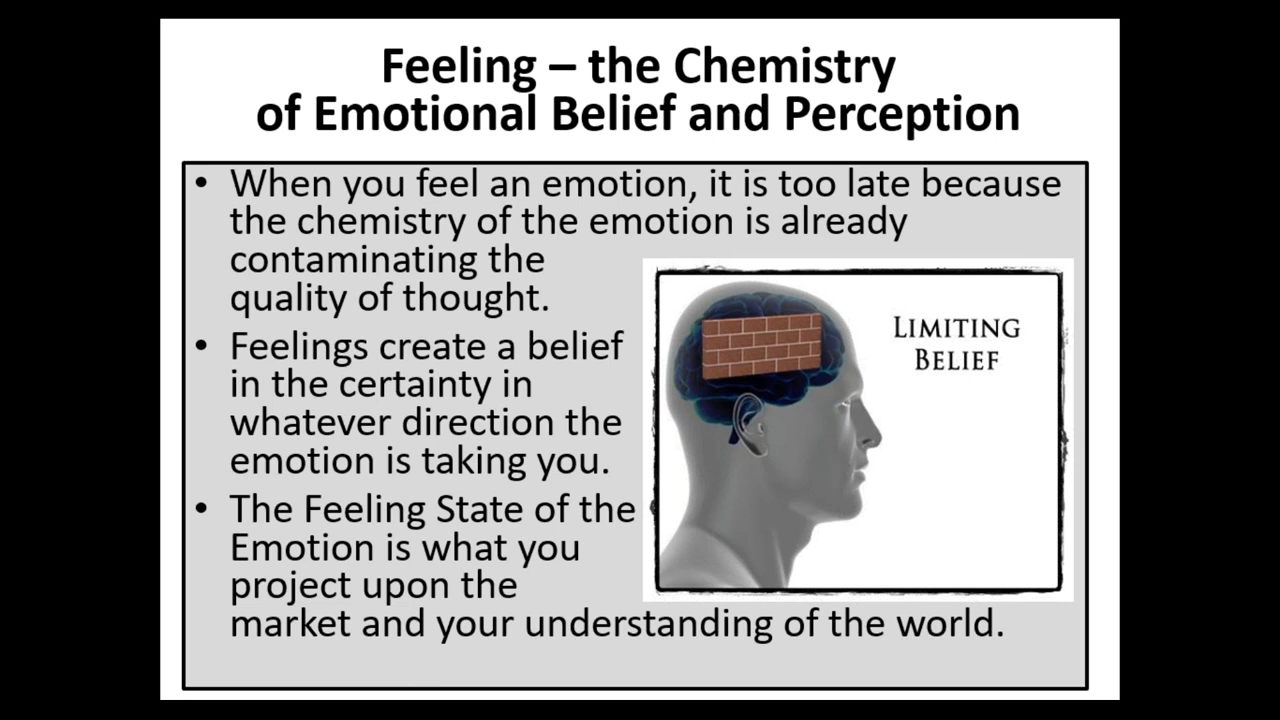 Feeling – the Chemistry
of Emotional Belief and Perception
• When you feel an emotion, it is too late because
the chemistry of the emotion is already
contaminating the
quality of thought.
• Feelings create a belief
in the certainty in
whatever direction the
emotion is taking you.
• The Feeling State of the
Emotion is what you
project upon the
market and your understanding of the world.
LIMITING
BELIEF